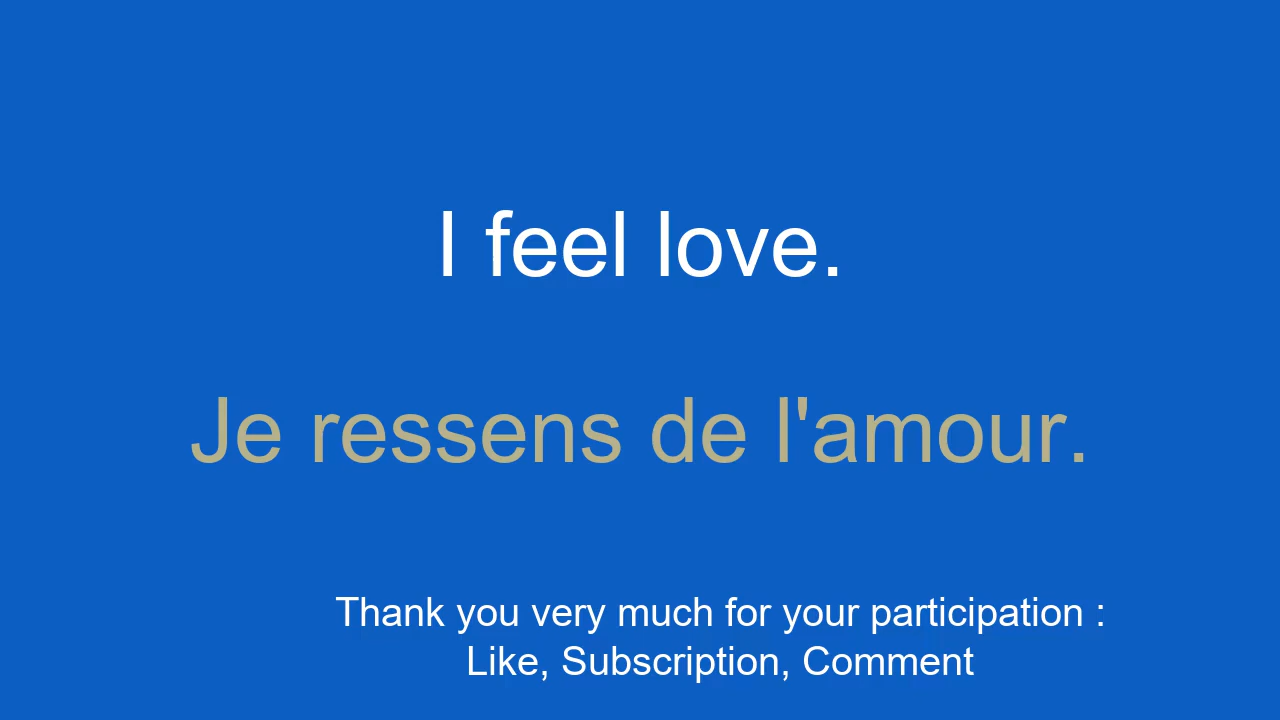 I feel love.
Je ressens de l'amour.
Thank you very much for your participation :
Like, Subscription, Comment